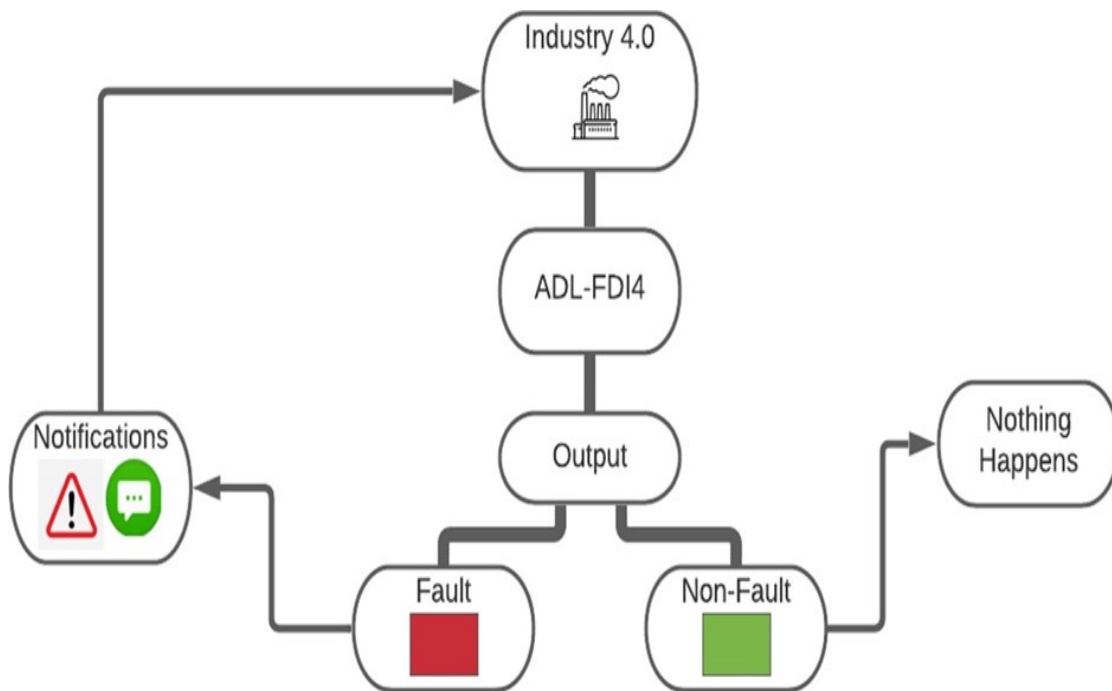 Industry 4.0
ADL-FDI4
Output
Notifications
Nothing
Happens
Fault
Non-Fault